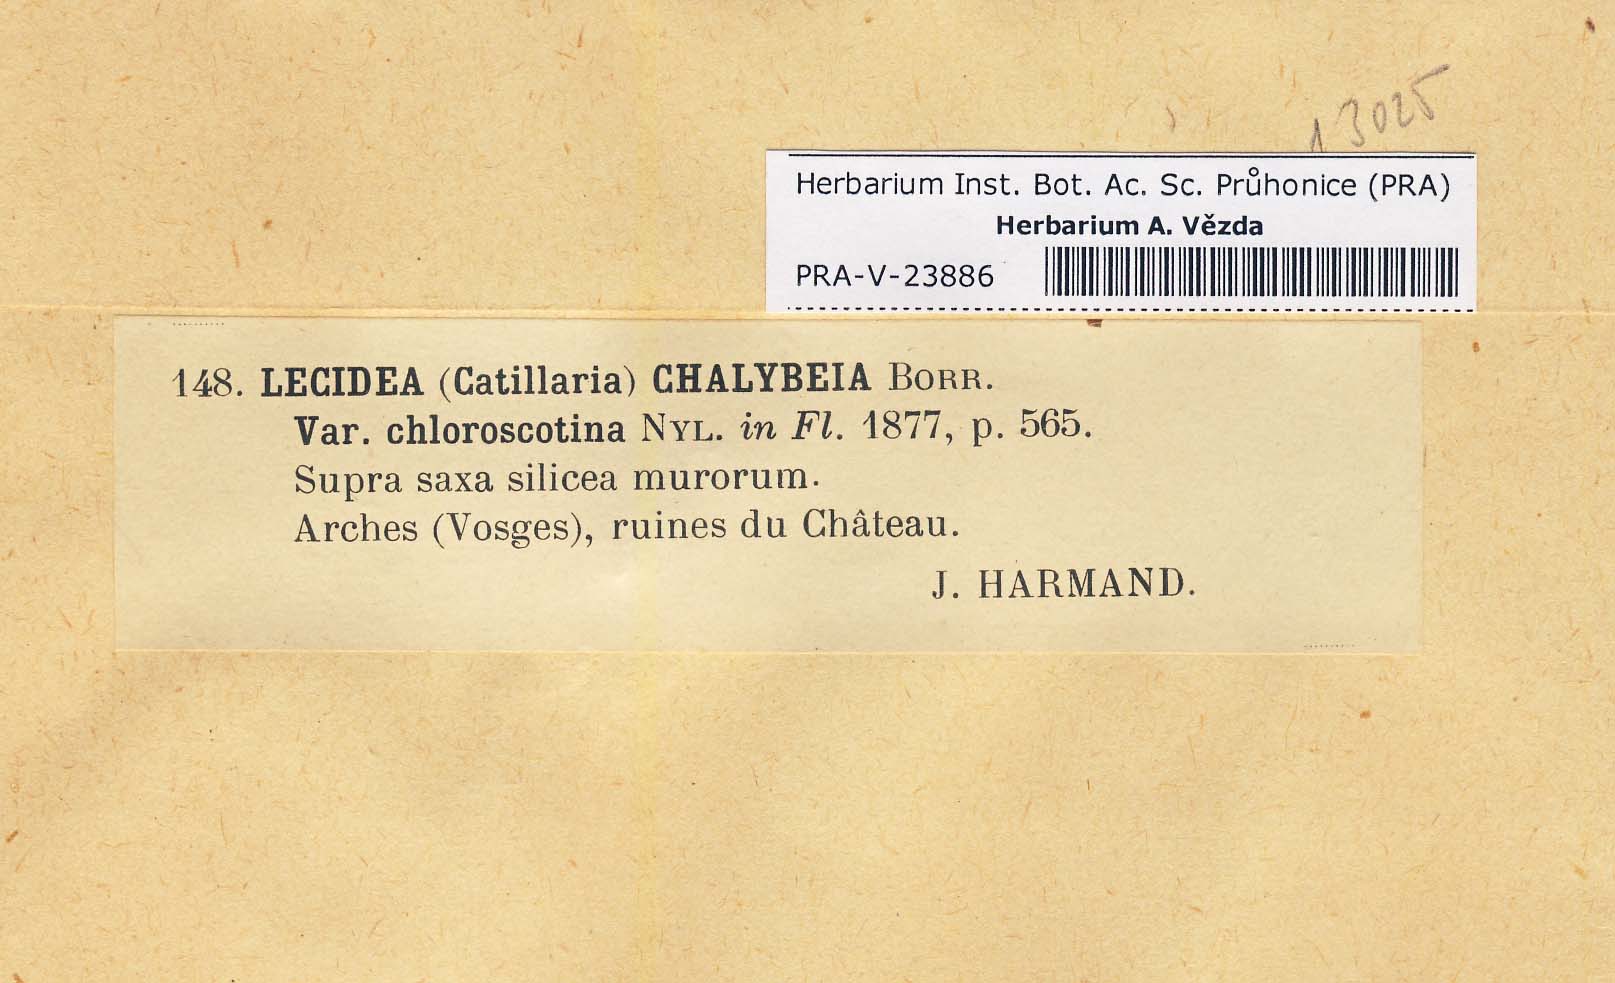 13025
Herbarium Inst. Bot. Ac. Sc. Průhonice (PRA)
Herbarium A. Vězda
PRA-V-23886
148. LECIDEA (Catillaria) CHALYBEIA BORR.
Var. chloroscotina NYL. in Fl. 1877, p. 565.
Supra saxa silicea murorum.
Arches (Vosges), ruines du Château.
J. HARMAND.